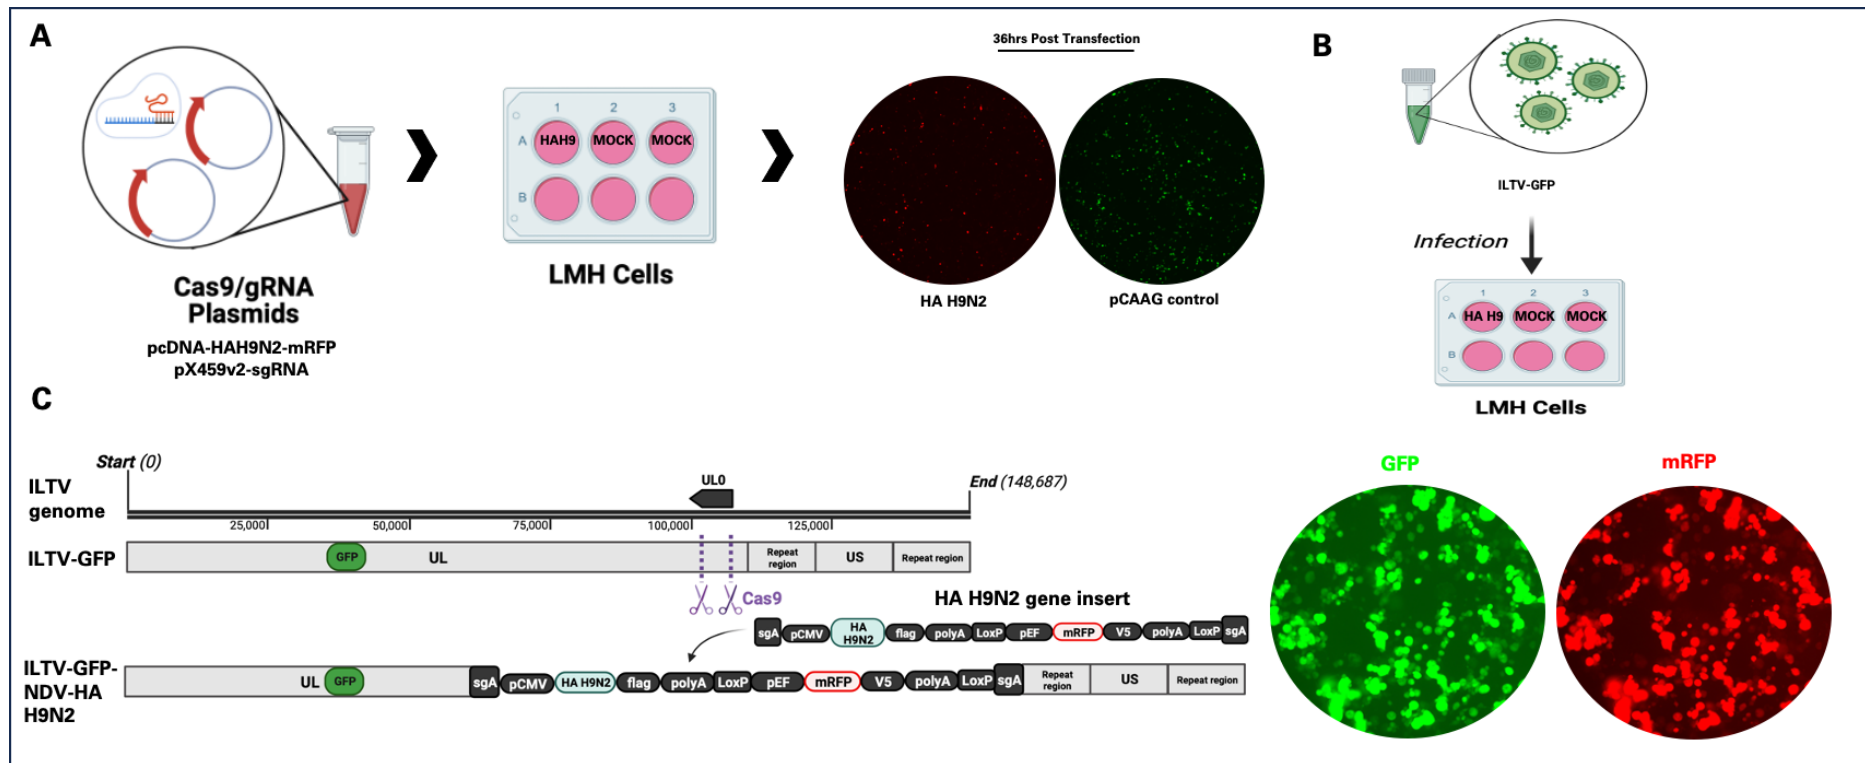 A
36hrs Post Transfection
1 2 3
A HAH9 MOCK MOCK
B
LMH Cells
HA H9N2
pCAAG control
Cas9/gRNA
Plasmids
pcDNA-HAH9N2-mRFP
pX459v2-sgRNA
B
ILTV-GFP
Infection
1 2 3
A HA H9 MOCK MOCK
B
LMH Cells
GFP
mRFP
C
Start (0)
ILTV
genome
UL0
End (148,687)
25,000 50,000 75,000 100,000 125,000
ILTV-GFP
GFP UL
Repeat
region
US
Repeat region
Cas9
HA H9N2 gene insert
sgA pCMV HA
H9N2
flag polyA LoxP pEF mRFP V5 polyA LoxP sgA
ILTV-GFP-
NDV-HA
H9N2
UL GFP sgA pCMV HA H9N2 flag polyA LoxP pEF mRFP V5 polyA LoxP sgA
Repeat
region
US
Repeat region